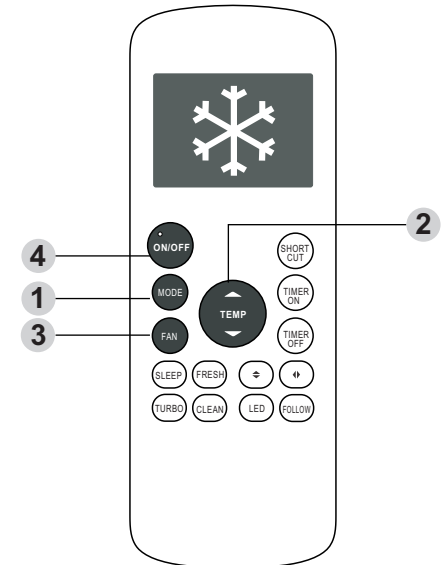 4
1
3
2
ON/OFF
MODE
FAN
TEMP
SHORT
CUT
TIMER
ON
TIMER
OFF
SLEEP
FRESH
TURBO
CLEAN
LED
FOLLOW